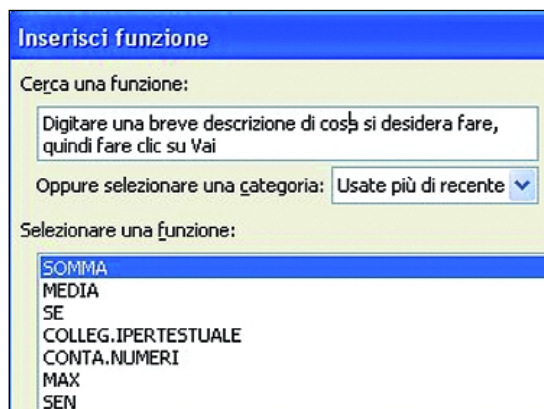 Inserisci funzione
Cerca una funzione:
Digitare una breve descrizione di cosa si desidera fare,
quindi fare clic su Vai
Oppure selezionare una categoria: Usate più di recente
Selezionare una funzione:
SOMMA
MEDIA
SE
COLLEG.IPERTESTUALE
CONTA.NUMERI
MAX
SEN